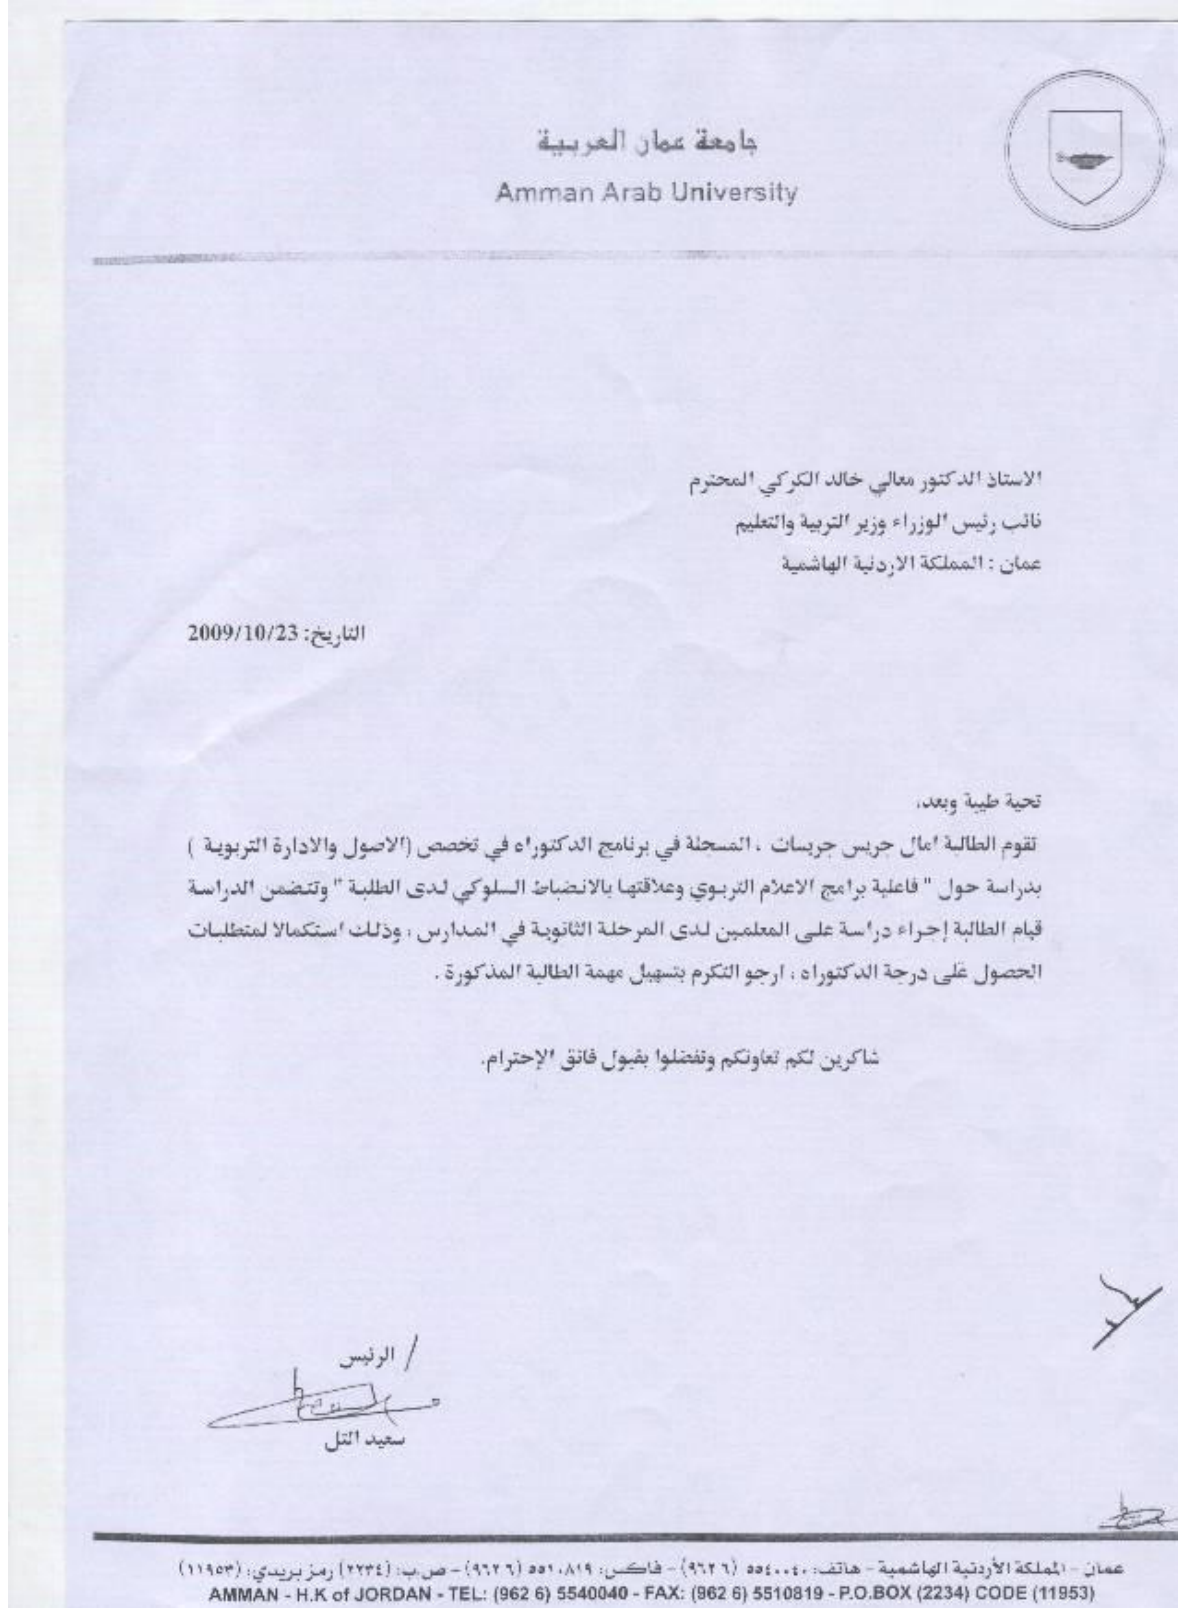 جامعة عمان العربية
Amman Arab University
الاستاذ الدكتور معالي خالد الكركي المحترم
نائب رئيس الوزراء وزير التربية والتعليم
عمان : المملكة الاردنية الهاشمية
التاريخ: 2009/10/23
تحية طيبة وبعد،
تقوم الطالبة امال جريس جريسات ، المسجلة في برنامج الدكتوراه في تخصص (الاصول والادارة التربوية )
بدراسة حول " فاعلية برامج الاعلام التربوي وعلاقتها بالانضباط السلوكي لدى الطلبة " وتتضمن الدراسة
قيام الطالبة إجراء دراسة على المعلمين لدى المرحلة الثانوية في المدارس ، وذلك استكمالا لمتطلبات
الحصول على درجة الدكتوراه ، ارجو التكرم بتسهيل مهمة الطالبة المذكورة .
شاكرين لكم تعاونكم وتفضلوا بقبول فائق الإحترام.
/ الرئيس
سعيد التل
عمان - المملكة الأردنية الهاشمية - هاتف: ٥٥٤٠٠٤٠ (٦ ٩٦٢) - فاكس: ٥٥١٠٨١٩ (٦ ٩٦٢) - ص.ب: (٢٢٣٤) رمز بريدي: (١١٩٥٣)
AMMAN - H.K of JORDAN - TEL: (962 6) 5540040 - FAX: (962 6) 5510819 - P.O.BOX (2234) CODE (11953)